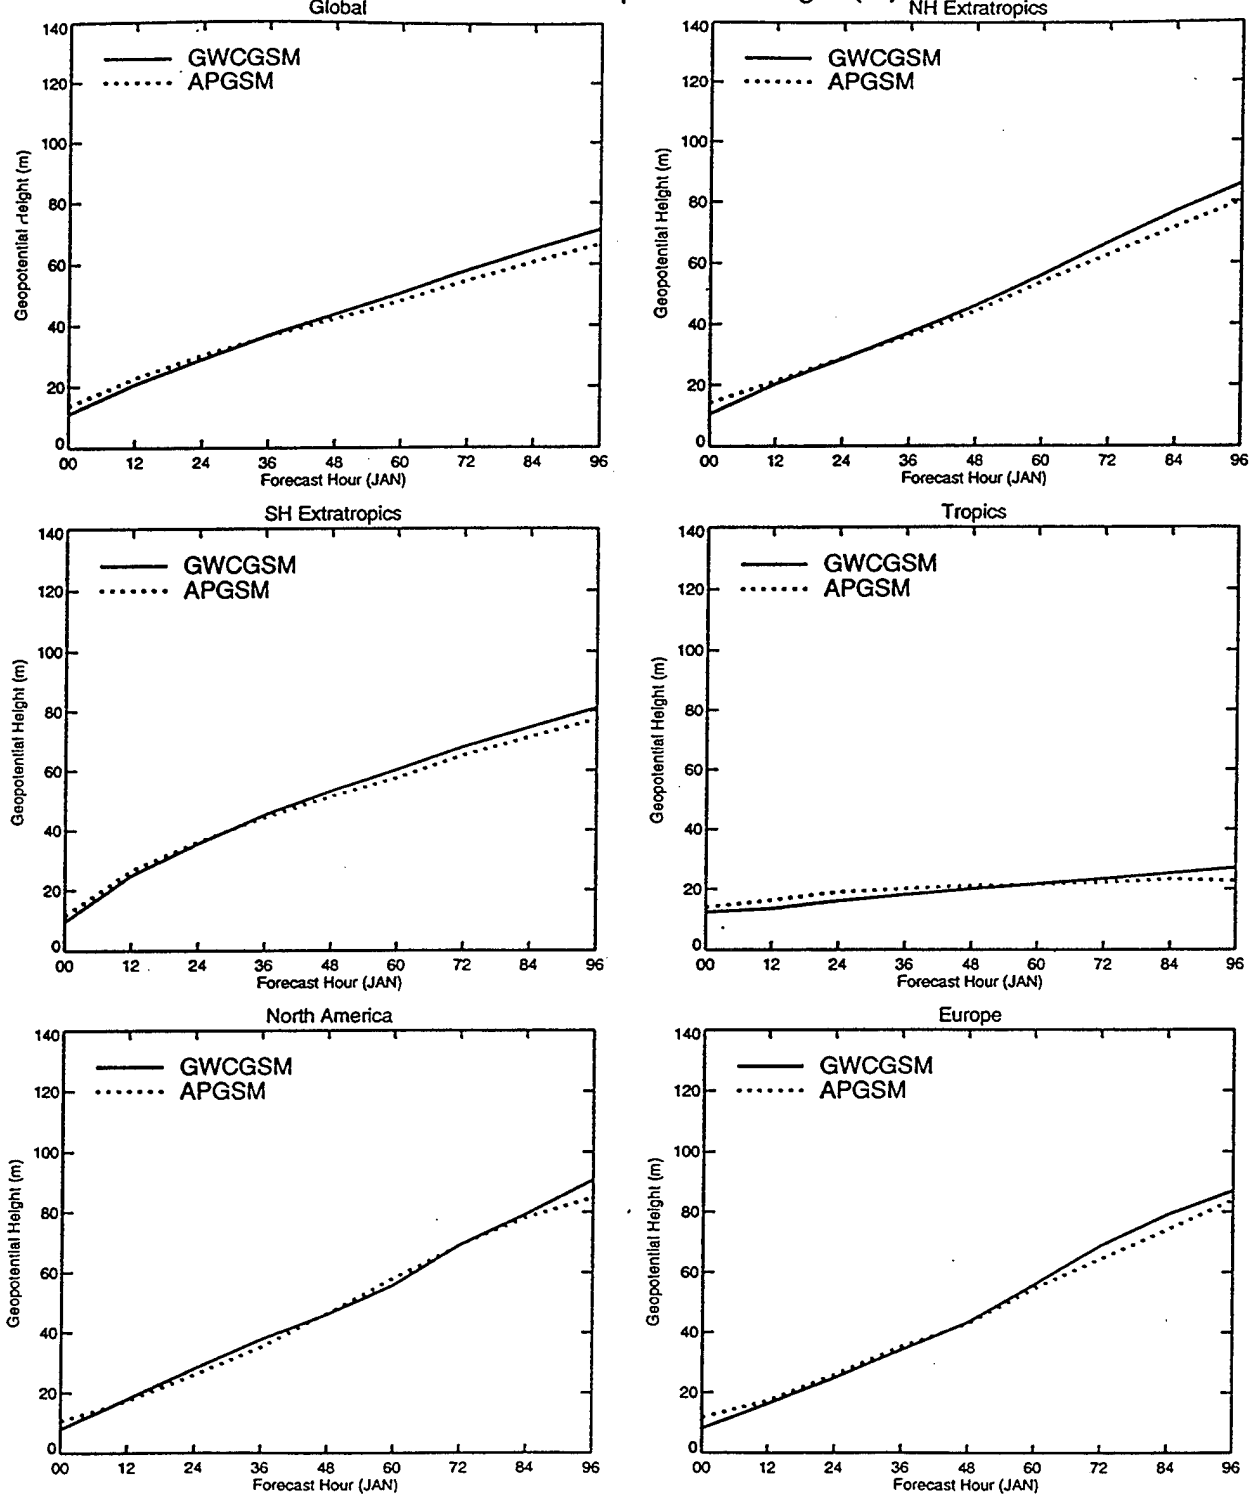 Global
140
120
100
80
60
40
20
0
GWCGSM
APGSM
Geopotential Height (m)
00 12 24 36 48 60 72 84 96
Forecast Hour (JAN)
NH Extratropics
140
120
100
80
60
40
20
0
GWCGSM
APGSM
Geopotential Height (m)
00 12 24 36 48 60 72 84 96
Forecast Hour (JAN)
SH Extratropics
140
120
100
80
60
40
20
0
GWCGSM
APGSM
Geopotential Height (m)
00 12 24 36 48 60 72 84 96
Forecast Hour (JAN)
Tropics
140
120
100
80
60
40
20
0
GWCGSM
APGSM
Geopotential Height (m)
00 12 24 36 48 60 72 84 96
Forecast Hour (JAN)
North America
140
120
100
80
60
40
20
0
GWCGSM
APGSM
Geopotential Height (m)
00 12 24 36 48 60 72 84 96
Forecast Hour (JAN)
Europe
140
120
100
80
60
40
20
0
GWCGSM
APGSM
Geopotential Height (m)
00 12 24 36 48 60 72 84 96
Forecast Hour (JAN)